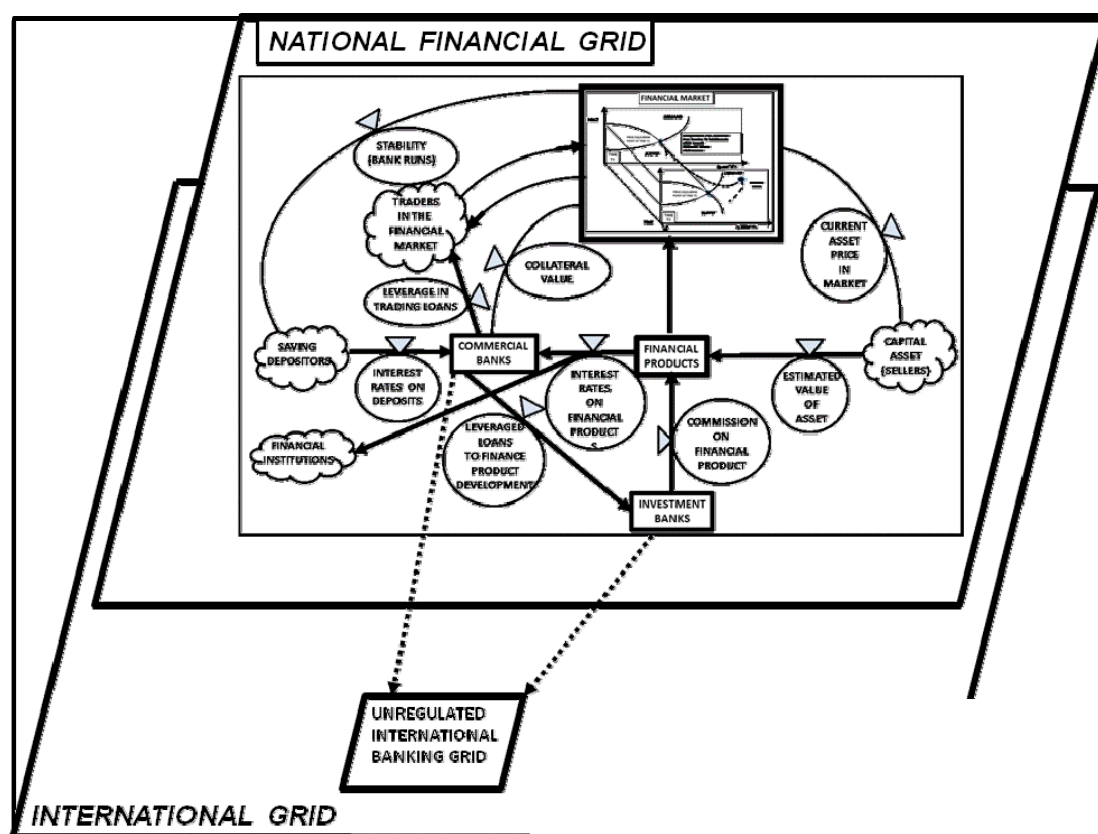 NATIONAL FINANCIAL GRID
FINANCIAL MARKET
STABILITY
(BANK RUNS)
TRADERS
IN THE
FINANCIAL
MARKET
COLLATERAL
VALUE
CURRENT
ASSET
PRICE
IN
MARKET
LEVERAGE IN
TRADING LOANS
SAVING
DEPOSITORS
COMMERCIAL
BANKS
FINANCIAL
PRODUCTS
CAPITAL
ASSET
(SELLERS)
INTEREST
RATES ON
DEPOSITS
INTEREST
RATES
ON
FINANCIAL
PRODUCT
S
ESTIMATED
VALUE
OF
ASSET
FINANCIAL
INSTITUTIONS
LEVERAGED
LOANS
TO FINANCE
PRODUCT
DEVELOPMENT
COMMISSION
ON
FINANCIAL
PRODUCT
INVESTMENT
BANKS
UNREGULATED
INTERNATIONAL
BANKING GRID
INTERNATIONAL GRID